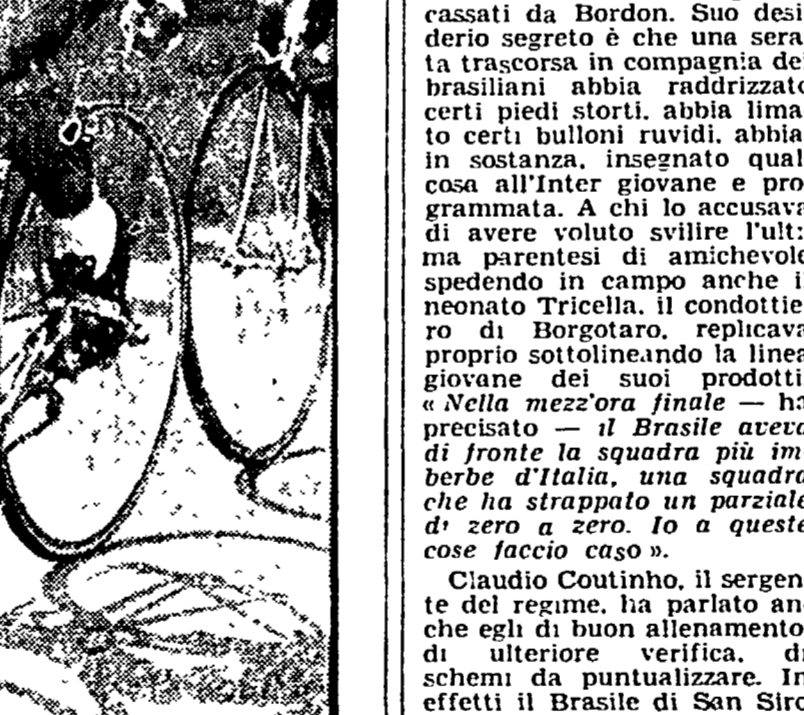 cassati da Bordon. Suo desi
derio segreto è che una sera
ta trascorsa in compagnia dei
brasiliani abbia raddrizzato
certi piedi storti. abbia lima
to certi bulloni ruvidi. abbia
in sostanza, insegnato qual
cosa all'Inter giovane e pro
grammata. A chi lo accusava
di avere voluto svilire l'ulti
ma parentesi di amichevole
spedendo in campo anche i
neonato Tricella. il condottie
ro di Borgotaro, replicava
proprio sottolineando la linea
giovane dei suoi prodotti
« Nella mezz'ora finale — ha
precisato — il Brasile aveva
di fronte la squadra più im
berbe d'Italia, una squadra
che ha strappato un parziale
di zero a zero. Io a queste
cose faccio caso ».
Claudio Coutinho, il sergen
te del regime, ha parlato an
che egli di buon allenamento
di ulteriore verifica. di
schemi da puntualizzare. In
effetti il Brasile di San Siro